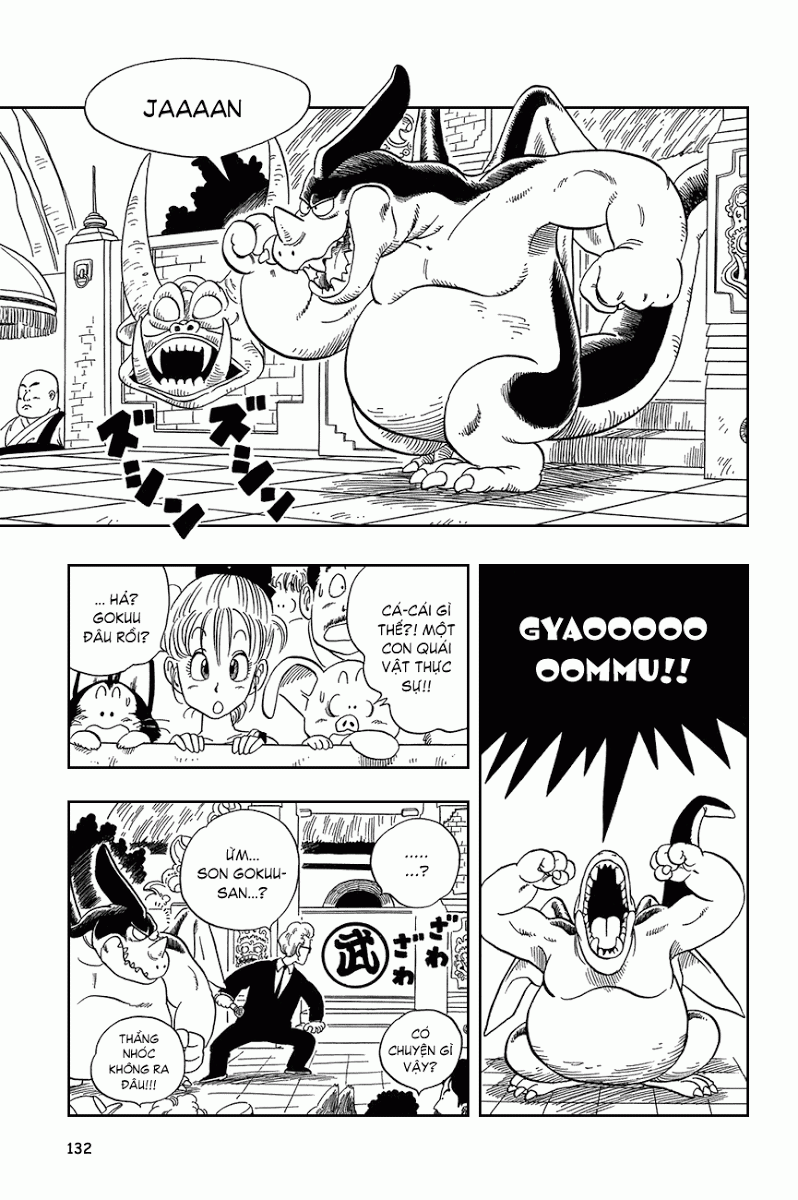 JAAAAN
ズシン
ズシン
GYAOOOOO
OOMMU!!
CÁ-CÁI GÌ
THẾ?! MỘT
CON QUÁI
VẬT THỰC
SỰ!!
... HẢ?
GOKUU
ĐÂU RỒI?
.....
...?
ỪM...
SON GOKUU-
SAN...?
武
ざわ
ざわ
THẰNG
NHÓC
KHÔNG RA
ĐÂU!!!
CÓ
CHUYỆN GÌ
VẬY?
132